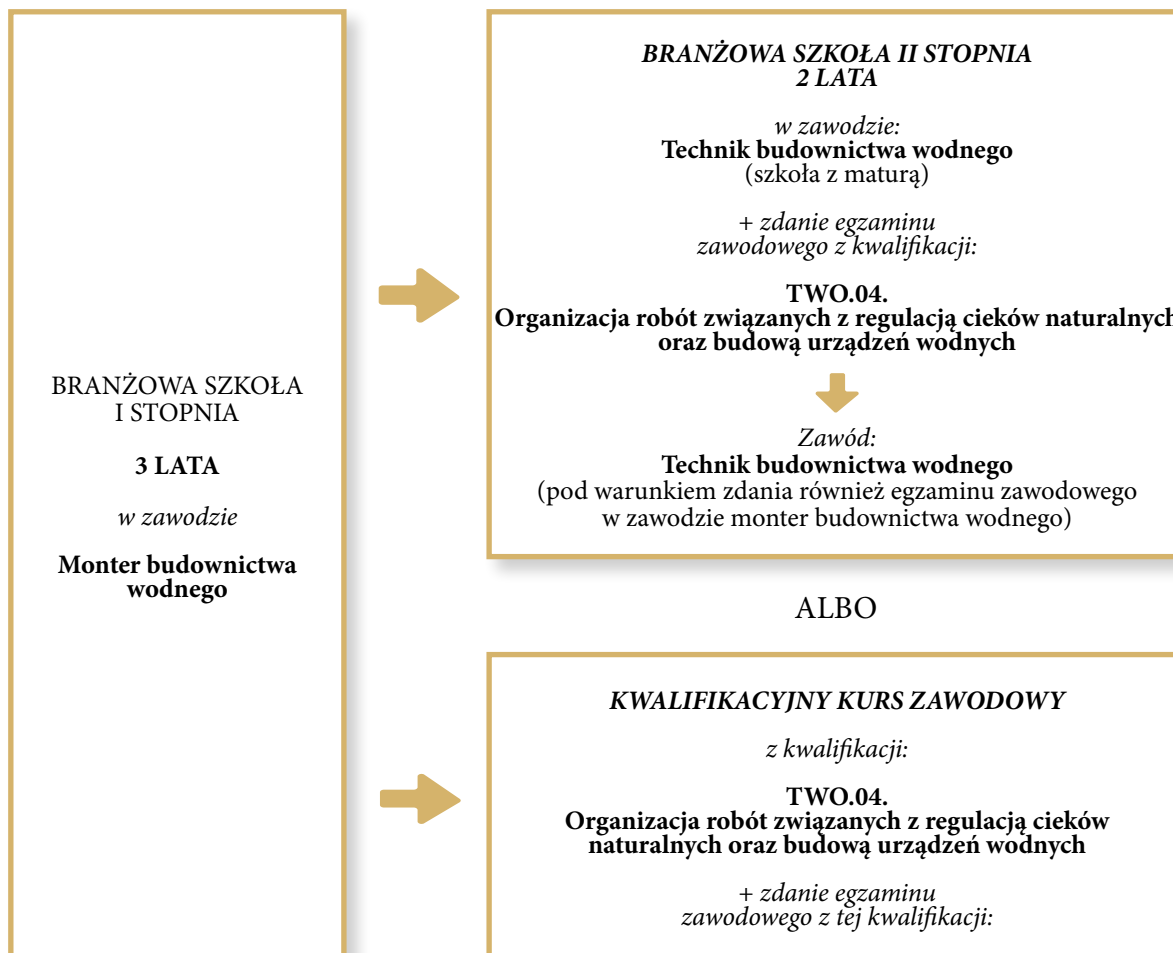 BRANŻOWA SZKOŁA
I STOPNIA
3 LATA
w zawodzie
Monter budownictwa
wodnego
BRANŻOWA SZKOŁA II STOPNIA
2 LATA
w zawodzie:
Technik budownictwa wodnego
(szkoła z maturą)
+ zdanie egzaminu
zawodowego z kwalifikacji:
TWO.04.
Organizacja robót związanych z regulacją cieków naturalnych
oraz budową urządzeń wodnych
Zawód:
Technik budownictwa wodnego
(pod warunkiem zdania również egzaminu zawodowego
w zawodzie monter budownictwa wodnego)
ALBO
KWALIFIKACYJNY KURS ZAWODOWY
z kwalifikacji:
TWO.04.
Organizacja robót związanych z regulacją cieków
naturalnych oraz budową urządzeń wodnych
+ zdanie egzaminu
zawodowego z tej kwalifikacji: